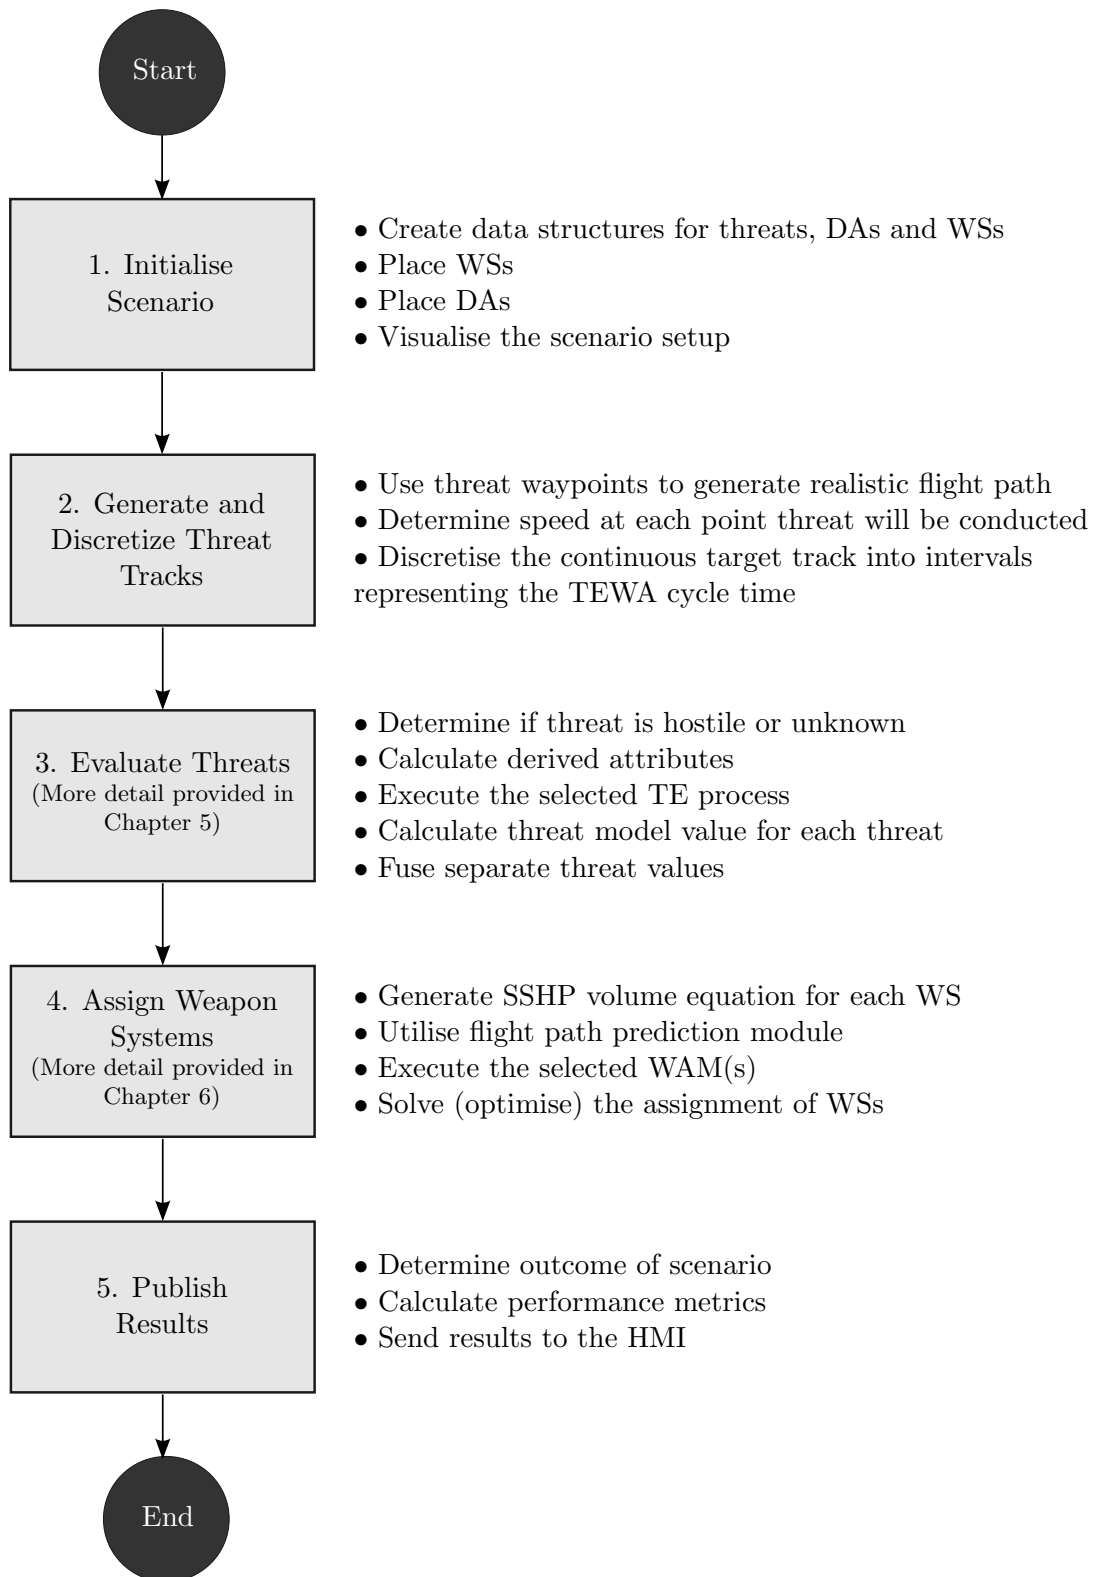 Start
1. Initialise
Scenario
• Create data structures for threats, DAs and WSs
• Place WSs
• Place DAs
• Visualise the scenario setup
2. Generate and
Discretize Threat
Tracks
• Use threat waypoints to generate realistic flight path
• Determine speed at each point threat will be conducted
• Discretise the continuous target track into intervals
representing the TEWA cycle time
3. Evaluate Threats
(More detail provided in
Chapter 5)
• Determine if threat is hostile or unknown
• Calculate derived attributes
• Execute the selected TE process
• Calculate threat model value for each threat
• Fuse separate threat values
4. Assign Weapon
Systems
(More detail provided in
Chapter 6)
• Generate SSHP volume equation for each WS
• Utilise flight path prediction module
• Execute the selected WAM(s)
• Solve (optimise) the assignment of WSs
5. Publish
Results
• Determine outcome of scenario
• Calculate performance metrics
• Send results to the HMI
End